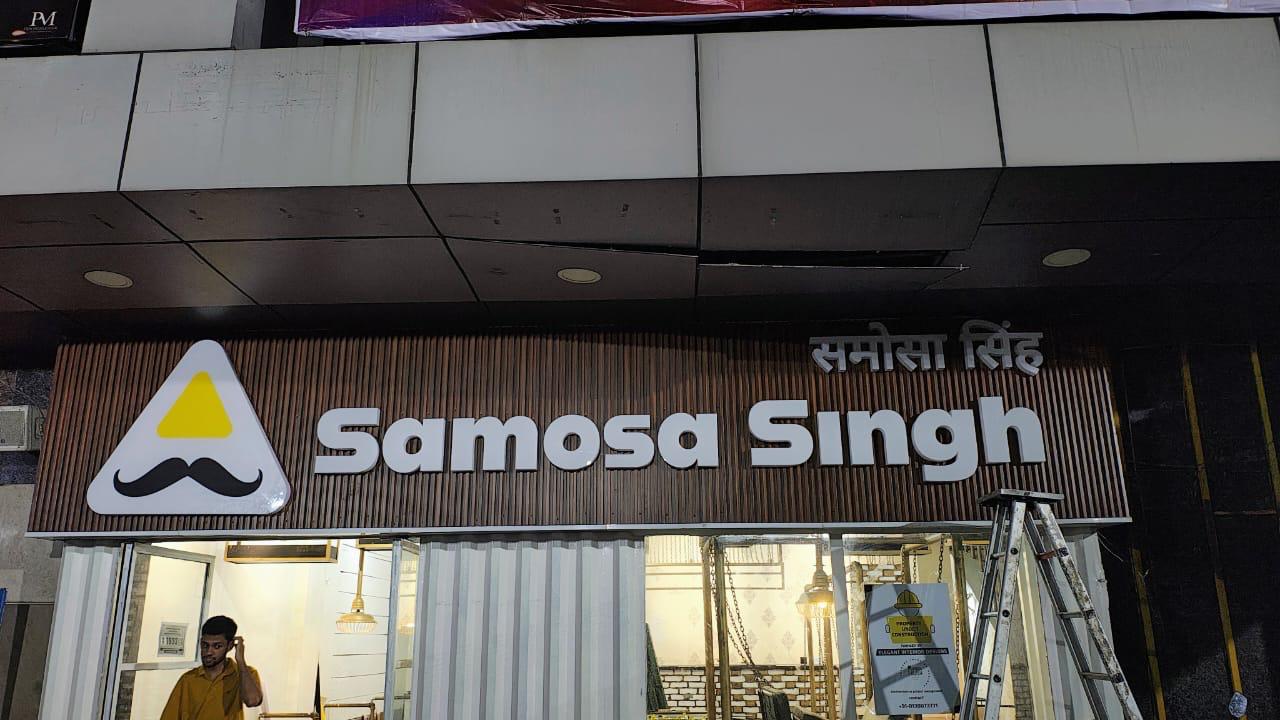 PM
समोसा सिंह
Samosa Singh
PROPERTY
UNDER
CONSTRUCTION
ELEGANT INTERIOR DESIGNS